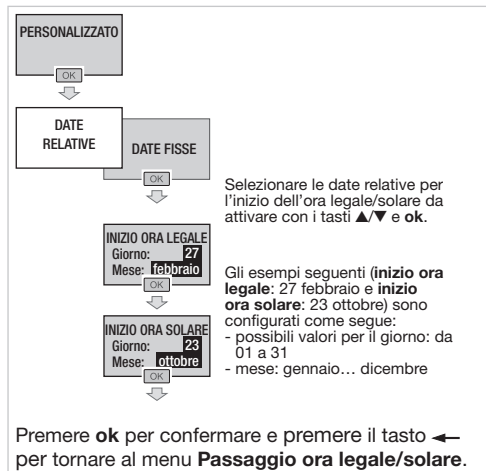 PERSONALIZZATO
OK
DATE
RELATIVE
DATE FISSE
OK
Selezionare le date relative per
l'inizio dell'ora legale/solare da
attivare con i tasti ▲/▼ e ok.
INIZIO ORA LEGALE
Giorno: 27
Mese: febbraio
OK
Gli esempi seguenti (inizio ora
legale: 27 febbraio e inizio
ora solare: 23 ottobre) sono
configurati come segue:
- possibili valori per il giorno: da
01 a 31
- mese: gennaio… dicembre
INIZIO ORA SOLARE
Giorno: 23
Mese: ottobre
OK
Premere ok per confermare e premere il tasto ←
per tornare al menu Passaggio ora legale/solare.